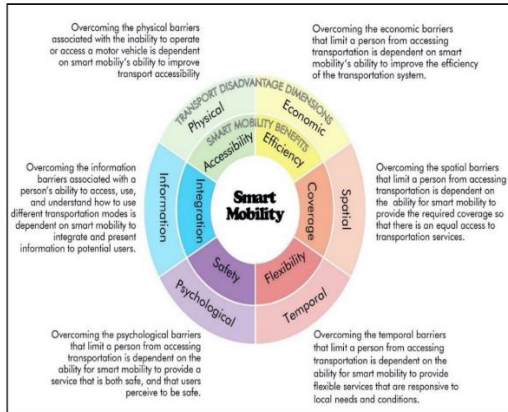 Overcoming the physical barriers
associated with the inability to operate
or access a motor vehicle is dependent
on smart mobiliy's ability to improve
transport accessibility
Overcoming the economic barriers
that limit a person from accessing
transportation is dependent on smart
mobility's ability to improve the efficiency
of the transportation system.
TRANSPORT DISADVANTAGE DIMENSIONS
Physical
Economic
SMART MOBILITY BENEFITS
Accessibility
Efficiency
Overcoming the information
barriers associated with a
person's ability to access, use,
and understand how to use
different transportation modes is
dependent on smart mobility to
integrate and present
information to potential users.
Information
Integration
Smart
Mobility
Coverage
Spatial
Overcoming the spatial barriers
that limit a person from accessing
transportation is dependent on
the ability for smart mobility to
provide the required coverage so
that there is an equal access to
transportation services.
Safety
Flexibility
Psychological
Temporal
Overcoming the psychological barriers
that limit a person from accessing
transportation is dependent on the
ability for smart mobility to provide a
service that is both safe, and that users
perceive to be safe.
Overcoming the temporal barriers
that limit a person from accessing
transportation is dependent on the
ability for smart mobility to provide
flexible services that are responsive to
local needs and conditions.